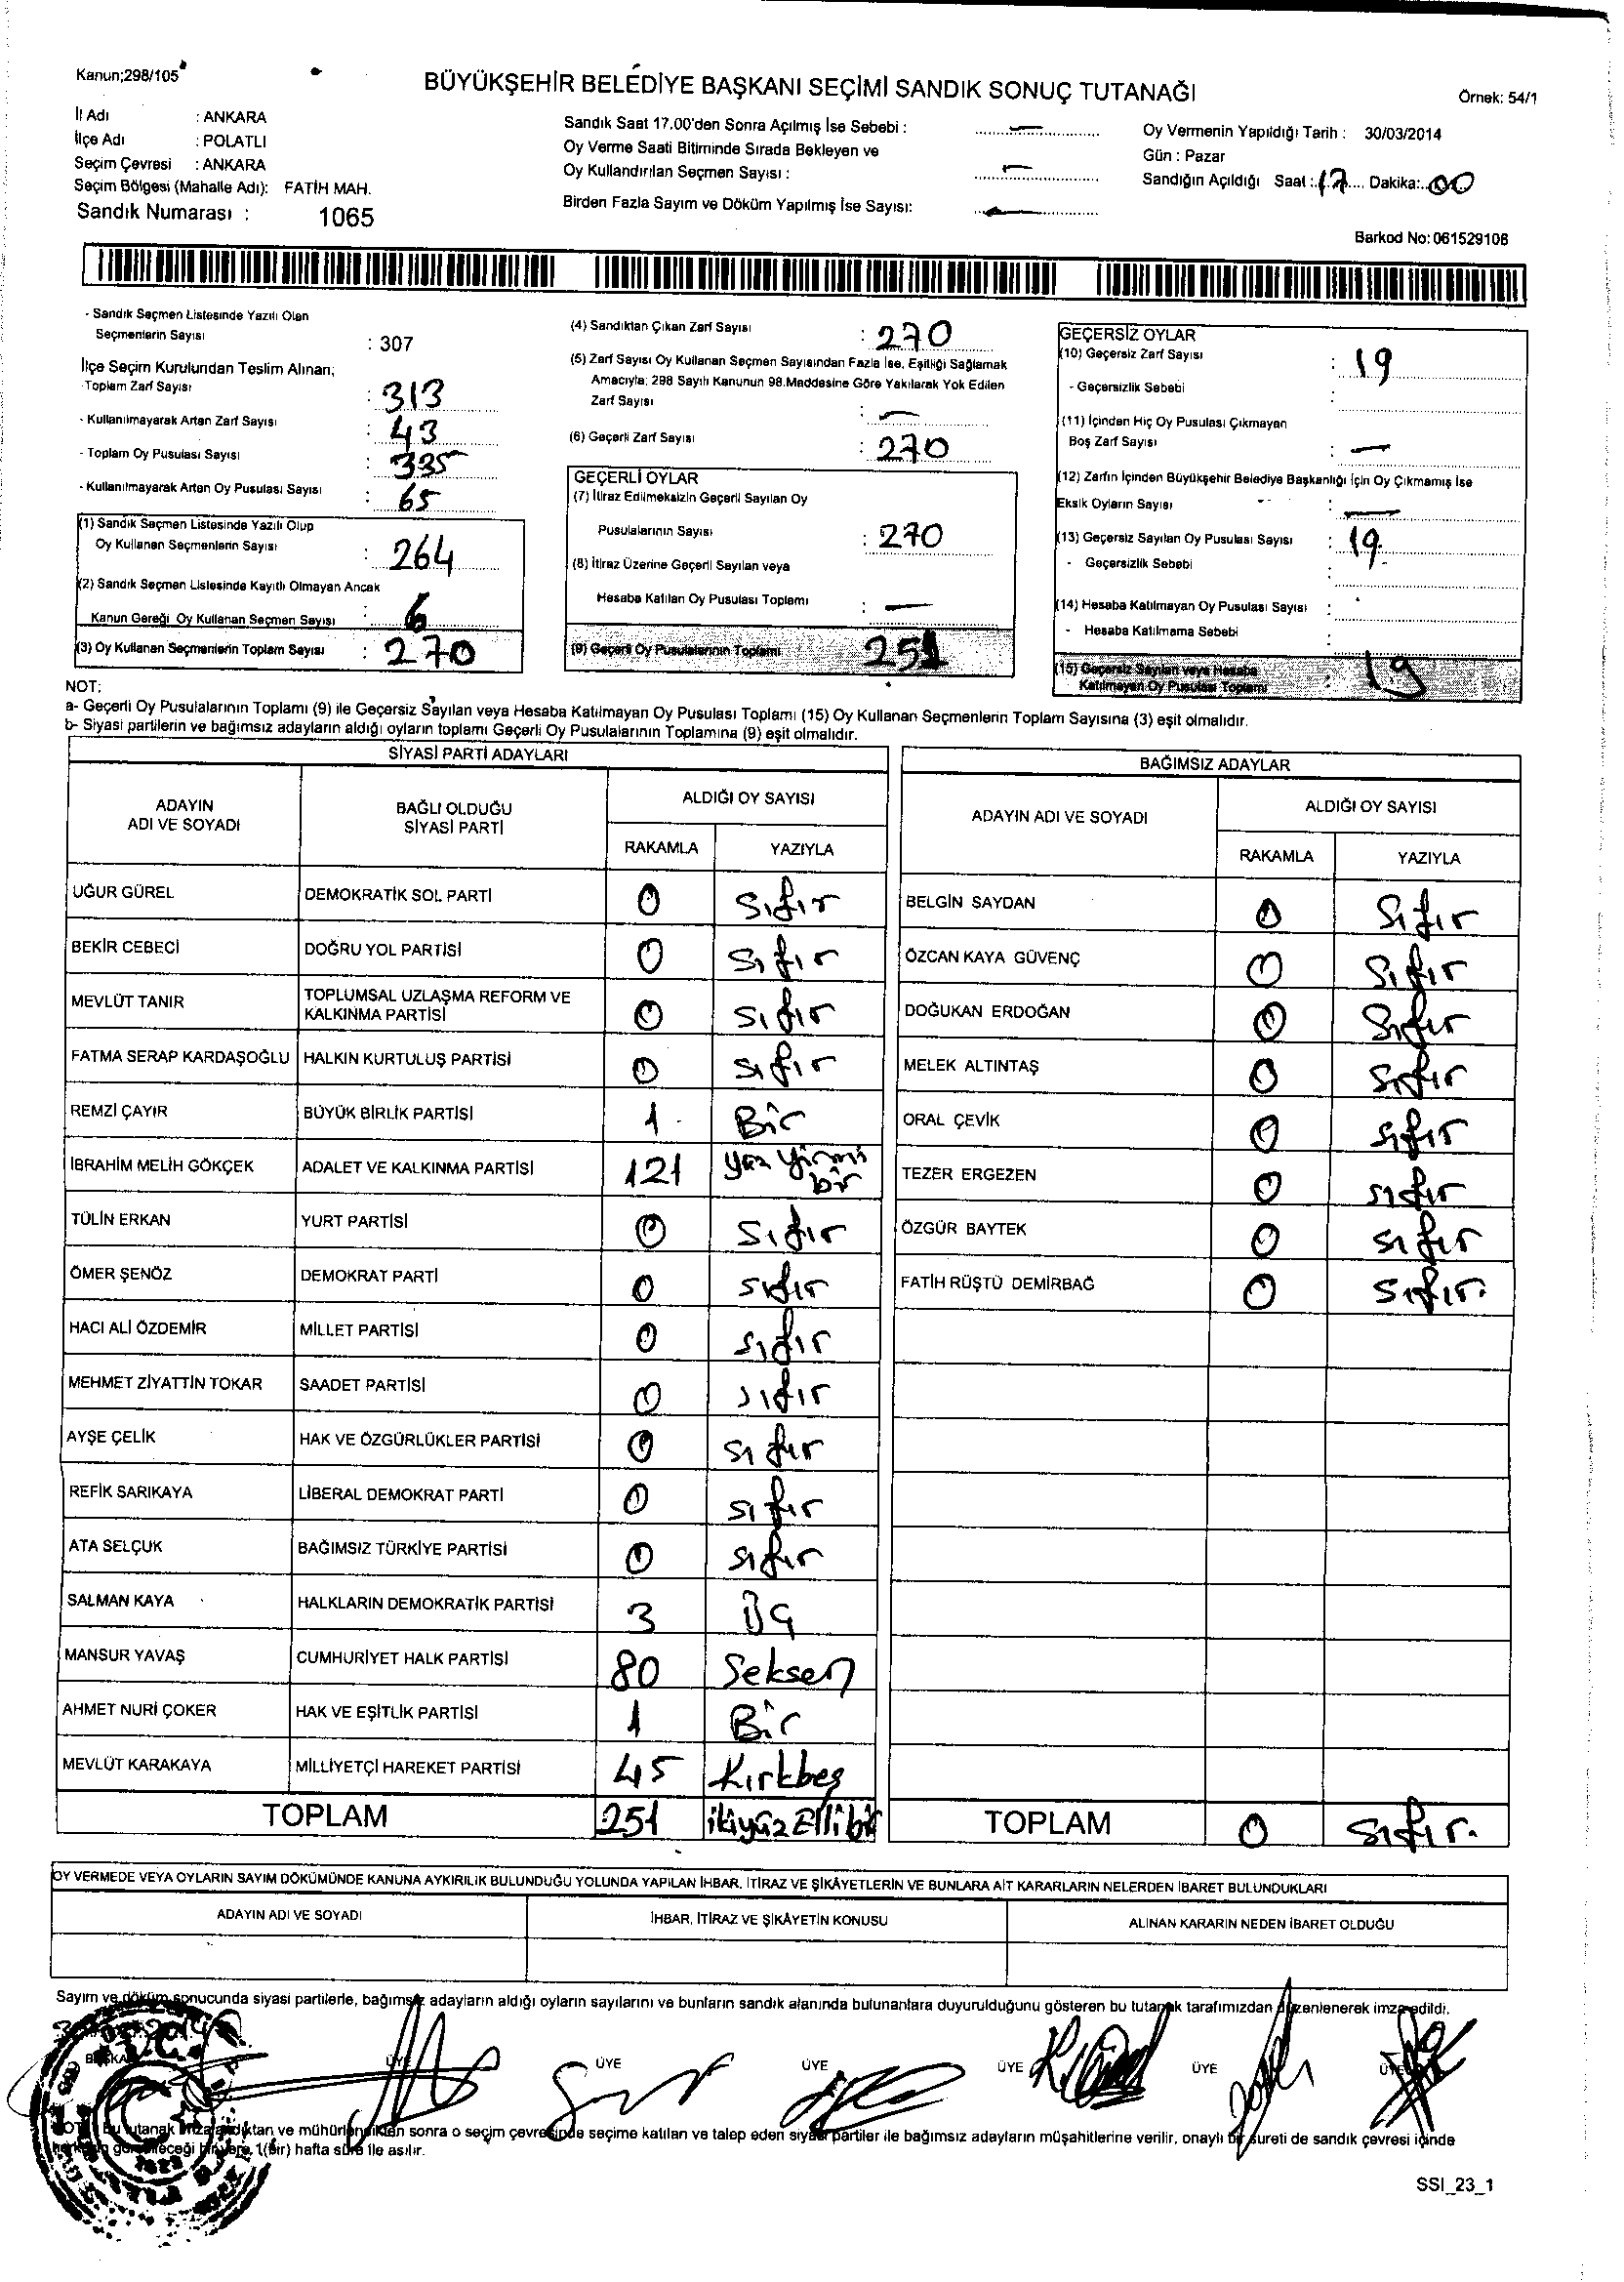 Kanun;298/105
BÜYÜKŞEHİR BELEDİYE BAŞKANI SEÇİMİ SANDIK SONUÇ TUTANAĞI
Örnek: 54/1
İl Adı : ANKARA
İlçe Adı : POLATLI
Seçim Çevresi : ANKARA
Seçim Bölgesi (Mahalle Adı): FATİH MAH.
Sandık Numarası : 1065
Sandık Saat 17.00'den Sonra Açılmış İse Sebebi : —
Oy Verme Saati Bitiminde Sırada Bekleyen ve
Oy Kullandırılan Seçmen Sayısı : —
Birden Fazla Sayım ve Döküm Yapılmış İse Sayısı: —
Oy Vermenin Yapıldığı Tarih : 30/03/2014
Gün : Pazar
Sandığın Açıldığı Saat : 17 Dakika: 00
Barkod No: 061529106
- Sandık Seçmen Listesinde Yazılı Olan
Seçmenlerin Sayısı : 307
İlçe Seçim Kurulundan Teslim Alınan;
-Toplam Zarf Sayısı : 313
- Kullanılmayarak Artan Zarf Sayısı : 43
- Toplam Oy Pusulası Sayısı : 335
- Kullanılmayarak Artan Oy Pusulası Sayısı : 65
(1) Sandık Seçmen Listesinde Yazılı Olup
Oy Kullanan Seçmenlerin Sayısı : 264
(2) Sandık Seçmen Listesinde Kayıtlı Olmayan Ancak
Kanun Gereği Oy Kullanan Seçmen Sayısı : 6
(3) Oy Kullanan Seçmenlerin Toplam Sayısı : 270
(4) Sandıktan Çıkan Zarf Sayısı : 270
(5) Zarf Sayısı Oy Kullanan Seçmen Sayısından Fazla İse, Eşitliği Sağlamak
Amacıyla; 298 Sayılı Kanunun 98.Maddesine Göre Yakılarak Yok Edilen
Zarf Sayısı : —
(6) Geçerli Zarf Sayısı : 270
GEÇERLİ OYLAR
(7) İtiraz Edilmeksizin Geçerli Sayılan Oy
Pusulalarının Sayısı : 270
(8) İtiraz Üzerine Geçerli Sayılan veya
Hesaba Katılan Oy Pusulası Toplamı : —
(9) Geçerli Oy Pusulalarının Toplamı : 251
GEÇERSİZ OYLAR
(10) Geçersiz Zarf Sayısı : 19
- Geçersizlik Sebebi :
(11) İçinden Hiç Oy Pusulası Çıkmayan
Boş Zarf Sayısı : —
(12) Zarfın İçinden Büyükşehir Belediye Başkanlığı İçin Oy Çıkmamış İse
Eksik Oyların Sayısı : —
(13) Geçersiz Sayılan Oy Pusulası Sayısı : 19.
- Geçersizlik Sebebi :
(14) Hesaba Katılmayan Oy Pusulası Sayısı :
- Hesaba Katılmama Sebebi :
(15) Geçersiz Sayılan veya Hesaba
Katılmayan Oy Pusulası Toplamı : 19
NOT:
a- Geçerli Oy Pusulalarının Toplamı (9) ile Geçersiz Sayılan veya Hesaba Katılmayan Oy Pusulası Toplamı (15) Oy Kullanan Seçmenlerin Toplam Sayısına (3) eşit olmalıdır.
b- Siyasi partilerin ve bağımsız adayların aldığı oyların toplamı Geçerli Oy Pusulalarının Toplamına (9) eşit olmalıdır.
SİYASİ PARTİ ADAYLARI
ADAYIN ADI VE SOYADI BAĞLI OLDUĞU SİYASİ PARTİ ALDIĞI OY SAYISI
RAKAMLA YAZIYLA
UĞUR GÜREL DEMOKRATİK SOL PARTİ 0 Sıfır
BEKİR CEBECİ DOĞRU YOL PARTİSİ 0 Sıfır
MEVLÜT TANIR TOPLUMSAL UZLAŞMA REFORM VE KALKINMA PARTİSİ 0 Sıfır
FATMA SERAP KARDAŞOĞLU HALKIN KURTULUŞ PARTİSİ 0 Sıfır
REMZİ ÇAYIR BÜYÜK BİRLİK PARTİSİ 1 Bir
İBRAHİM MELİH GÖKÇEK ADALET VE KALKINMA PARTİSİ 121 yüz yirmi bir
TÜLİN ERKAN YURT PARTİSİ 0 Sıfır
ÖMER ŞENÖZ DEMOKRAT PARTİ 0 Sıfır
HACI ALİ ÖZDEMİR MİLLET PARTİSİ 0 Sıfır
MEHMET ZİYATTİN TOKAR SAADET PARTİSİ 0 Sıfır
AYŞE ÇELİK HAK VE ÖZGÜRLÜKLER PARTİSİ 0 Sıfır
REFİK SARIKAYA LİBERAL DEMOKRAT PARTİ 0 Sıfır
ATA SELÇUK BAĞIMSIZ TÜRKİYE PARTİSİ 0 Sıfır
SALMAN KAYA HALKLARIN DEMOKRATİK PARTİSİ 3 Üç
MANSUR YAVAŞ CUMHURİYET HALK PARTİSİ 80 Seksen
AHMET NURİ ÇOKER HAK VE EŞİTLİK PARTİSİ 1 Bir
MEVLÜT KARAKAYA MİLLİYETÇİ HAREKET PARTİSİ 45 Kırkbeş
TOPLAM 251 ikiyüz Ellibir
BAĞIMSIZ ADAYLAR
ADAYIN ADI VE SOYADI ALDIĞI OY SAYISI
RAKAMLA YAZIYLA
BELGİN SAYDAN 0 Sıfır
ÖZCAN KAYA GÜVENÇ 0 Sıfır
DOĞUKAN ERDOĞAN 0 Sıfır
MELEK ALTINTAŞ 0 Sıfır
ORAL ÇEVİK 0 Sıfır
TEZER ERGEZEN 0 Sıfır
ÖZGÜR BAYTEK 0 Sıfır
FATİH RÜŞTÜ DEMİRBAĞ 0 Sıfır.
TOPLAM 0 Sıfır.
OY VERMEDE VEYA OYLARIN SAYIM DÖKÜMÜNDE KANUNA AYKIRILIK BULUNDUĞU YOLUNDA YAPILAN İHBAR, İTİRAZ VE ŞİKÂYETLERİN VE BUNLARA AİT KARARLARIN NELERDEN İBARET BULUNDUKLARI
ADAYIN ADI VE SOYADI İHBAR, İTİRAZ VE ŞİKÂYETİN KONUSU ALINAN KARARIN NEDEN İBARET OLDUĞU
Sayım ve döküm sonucunda siyasi partilerle, bağımsız adayların aldığı oyların sayılarını ve bunların sandık alanında bulunanlara duyurulduğunu gösteren bu tutanak tarafımızdan düzenlenerek imza edildi.
BAŞKAN ÜYE ÜYE ÜYE ÜYE ÜYE ÜYE
NOT: Bu tutanak imzalandıktan ve mühürlendikten sonra o seçim çevresinde seçime katılan ve talep eden siyasi partiler ile bağımsız adayların müşahitlerine verilir, onaylı bir sureti de sandık çevresi içinde
herkesin görebileceği bir yere, 1(bir) hafta süre ile asılır.
SSI_23_1